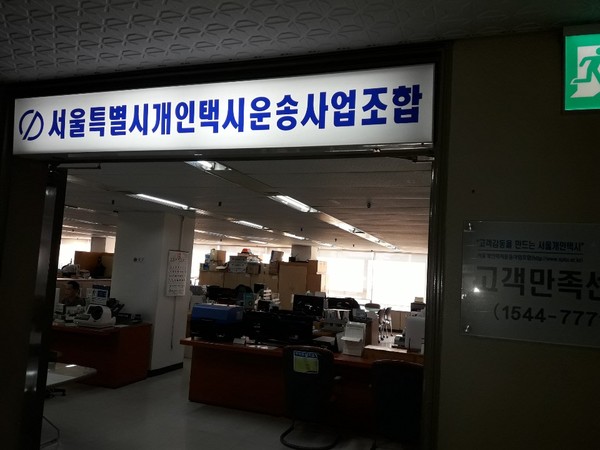 서울특별시개인택시운송사업조합
"고객감동을 만드는 서울개인택시"
고객만족센
(1544-777